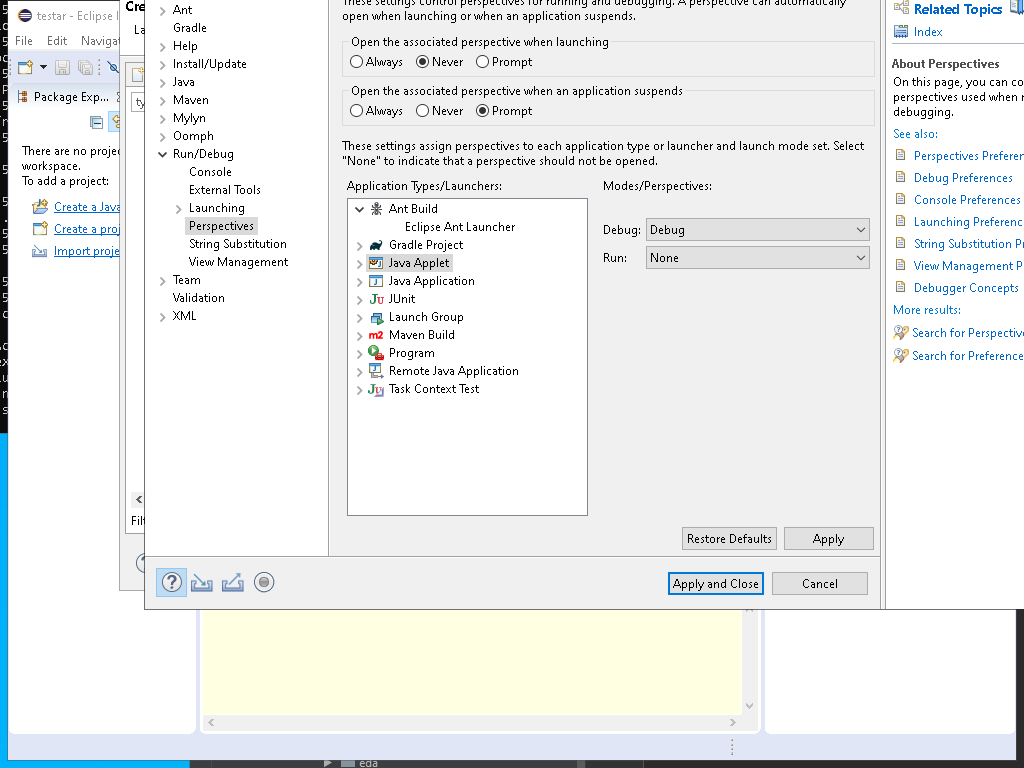 testar - Eclipse I
File Edit Navigat
Package Exp...
There are no proje
workspace.
To add a project:
Create a Java
Create a proj
Import proje
Cre
La
ty
Filt
Ant
Gradle
Help
Install/Update
Java
Maven
Mylyn
Oomph
Run/Debug
Console
External Tools
Launching
Perspectives
String Substitution
View Management
Team
Validation
XML
These settings control perspectives for running and debugging. A perspective can automatically
open when launching or when an application suspends.
Open the associated perspective when launching
Always Never Prompt
Open the associated perspective when an application suspends
Always Never Prompt
These settings assign perspectives to each application type or launcher and launch mode set. Select
"None" to indicate that a perspective should not be opened.
Application Types/Launchers:
Ant Build
Eclipse Ant Launcher
Gradle Project
Java Applet
Java Application
JUnit
Launch Group
Maven Build
Program
Remote Java Application
Task Context Test
Modes/Perspectives:
Debug: Debug
Run: None
Restore Defaults Apply
Apply and Close Cancel
Related Topics
Index
About Perspectives
On this page, you can co
perspectives used when r
debugging.
See also:
Perspectives Preferen
Debug Preferences
Console Preferences
Launching Preferenc
String Substitution P
View Management P
Debugger Concepts
More results:
Search for Perspective
Search for Preference
eda